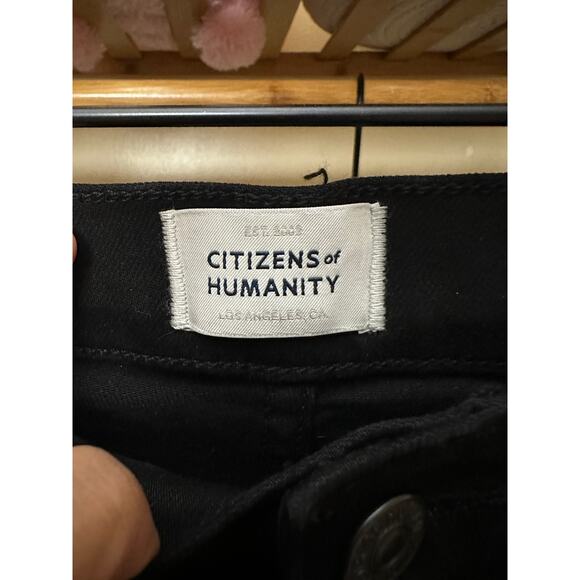 EST. 2003
CITIZENS of
HUMANITY
LOS ANGELES, CA.